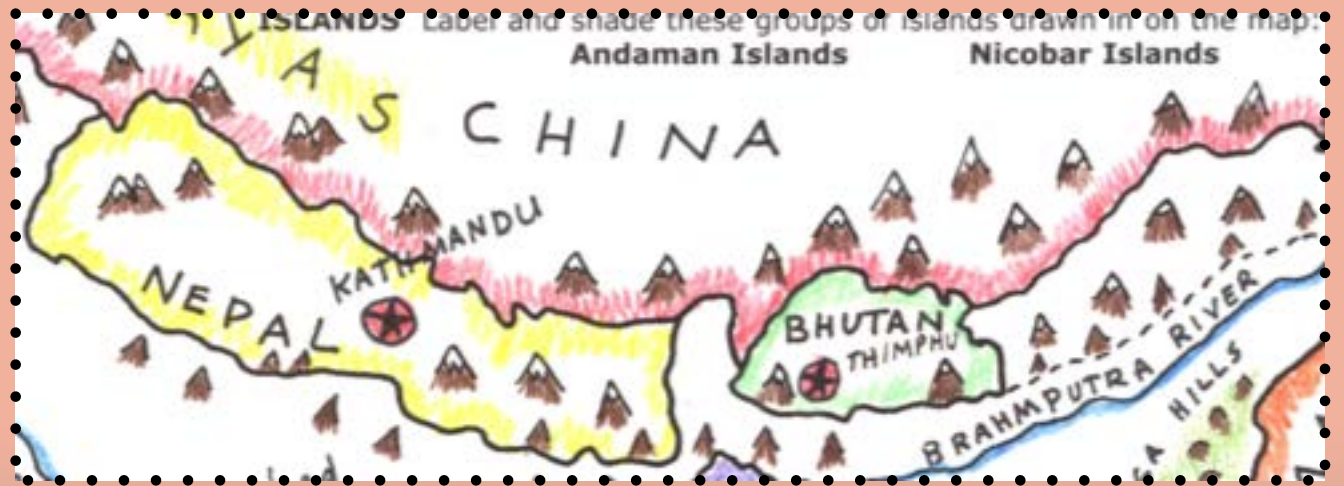 ISLANDS Label and shade these groups of islands drawn in on the map:
Andaman Islands Nicobar Islands
YAS
CHINA
KATHMANDU
NEPAL
BHUTAN
THIMPHU
BRAHMPUTRA RIVER
HILLS